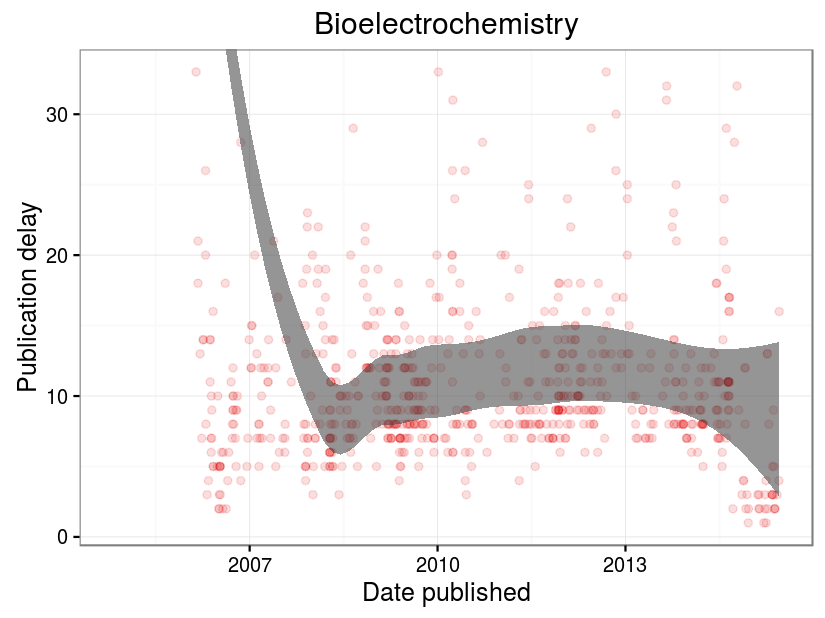 Bioelectrochemistry
Publication delay
30
20
10
0
2007 2010 2013
Date published